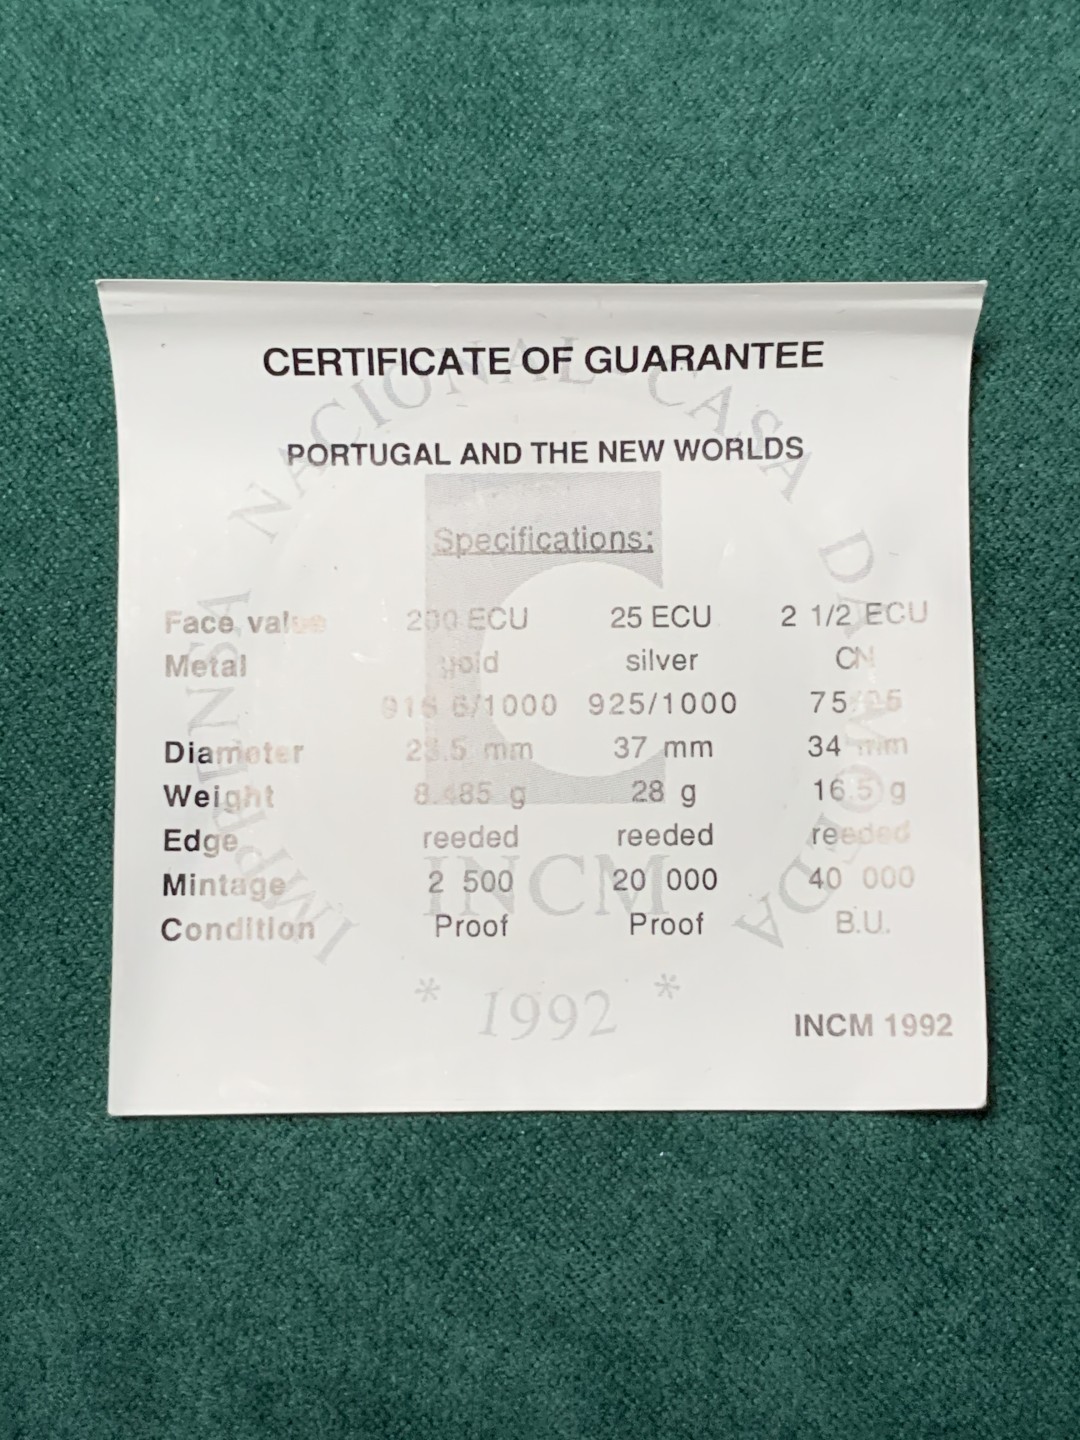 CERTIFICATE OF GUARANTEE
PORTUGAL AND THE NEW WORLDS
Specifications:
Face value 200 ECU 25 ECU 2 1/2 ECU
Metal gold silver CN
916 6/1000 925/1000 75/25
Diameter 23.5 mm 37 mm 34 mm
Weight 8.485 g 28 g 16.5 g
Edge reeded reeded reeded
Mintage 2 500 20 000 40 000
Condition Proof Proof B.U.
INCM 1992
IMPRENSA NACIONAL - CASA DA MOEDA
INCM
* 1992 *